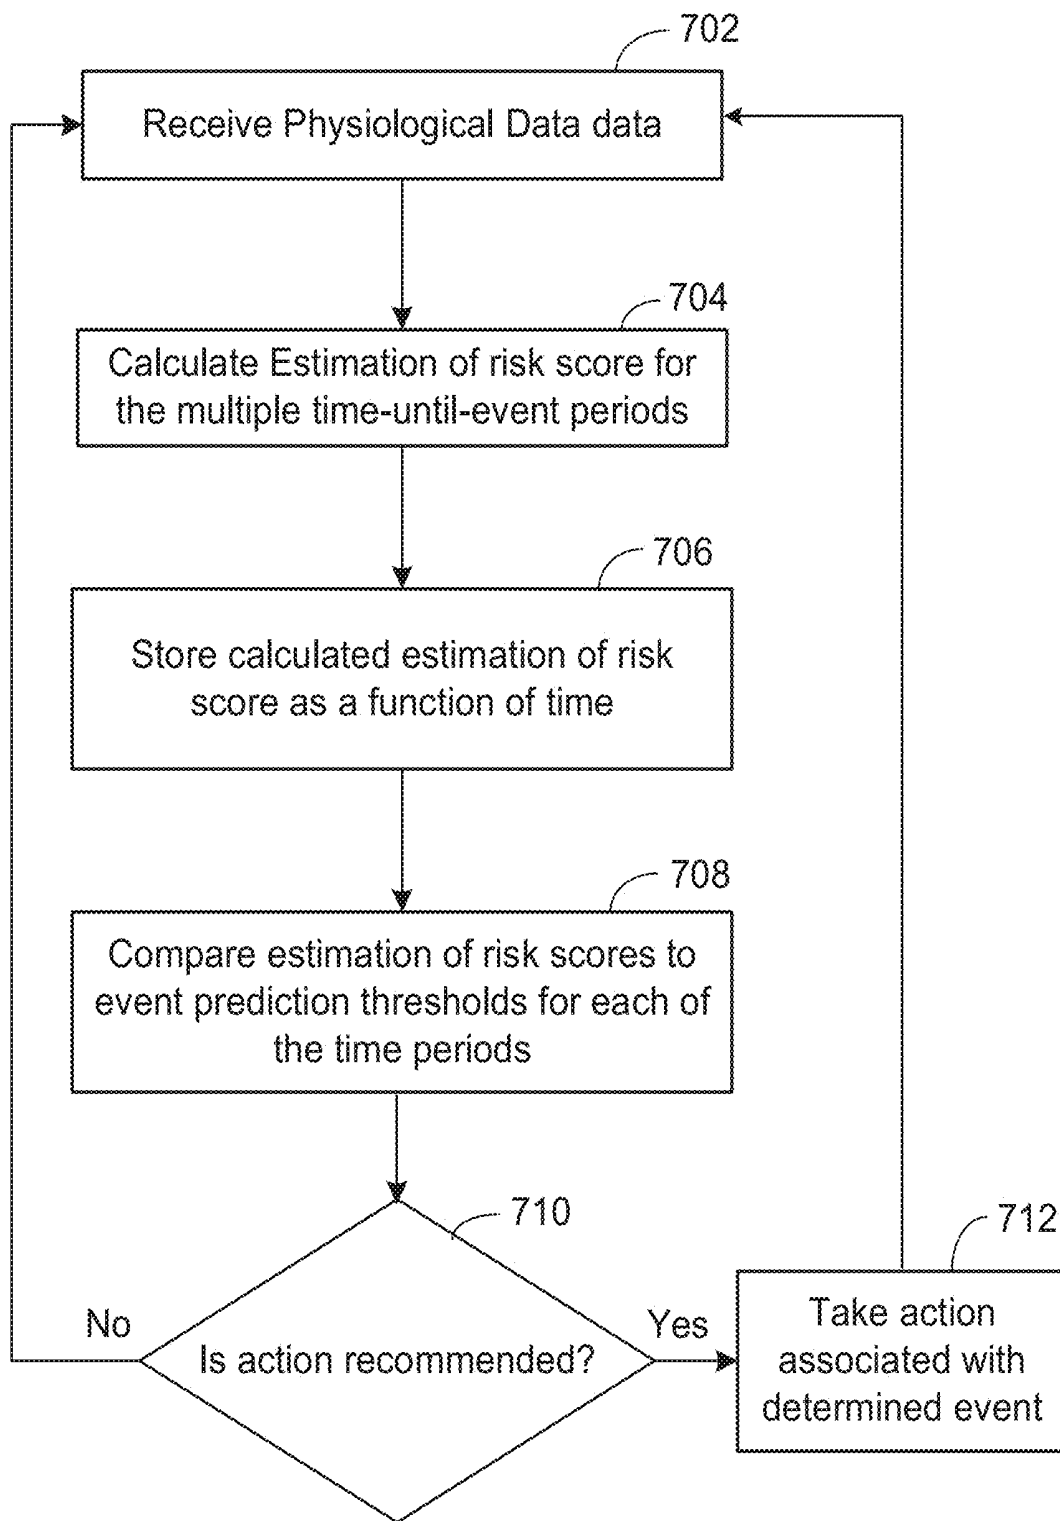 702
Receive Physiological Data data
704
Calculate Estimation of risk score for
the multiple time-until-event periods
706
Store calculated estimation of risk
score as a function of time
708
Compare estimation of risk scores to
event prediction thresholds for each of
the time periods
710
712
No
Is action recommended?
Yes
Take action
associated with
determined event